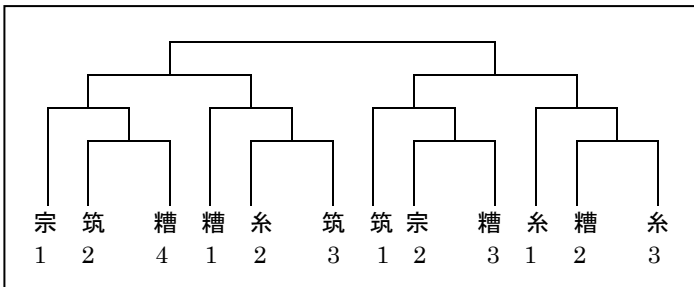 宗 筑 糟 糟 糸 筑 筑 宗 糟 糸 糟 糸
1 2 4 1 2 3 1 2 3 1 2 3